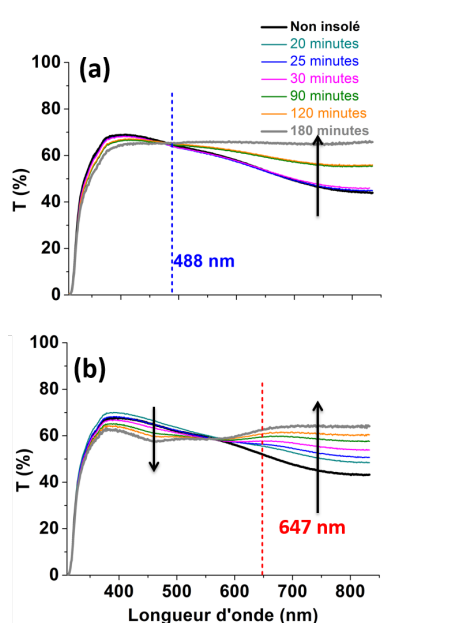 Non insolé
20 minutes
25 minutes
30 minutes
90 minutes
120 minutes
180 minutes
(a)
100
80
60
40
20
0
T (%)
488 nm
(b)
100
80
60
40
20
0
T (%)
647 nm
400 500 600 700 800
Longueur d'onde (nm)